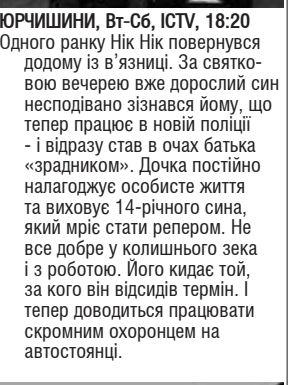 ЮРЧИШИНИ, Вт-Сб, ICTV, 18:20
Одного ранку Нік Нік повернувся
додому із в’язниці. За святко-
вою вечерею вже дорослий син
несподівано зізнався йому, що
тепер працює в новій поліції
- і відразу став в очах батька
«зрадником». Дочка постійно
налагоджує особисте життя
та виховує 14-річного сина,
який мріє стати репером. Не
все добре у колишнього зека
і з роботою. Його кидає той,
за кого він відсидів термін. І
тепер доводиться працювати
скромним охоронцем на
автостоянці.